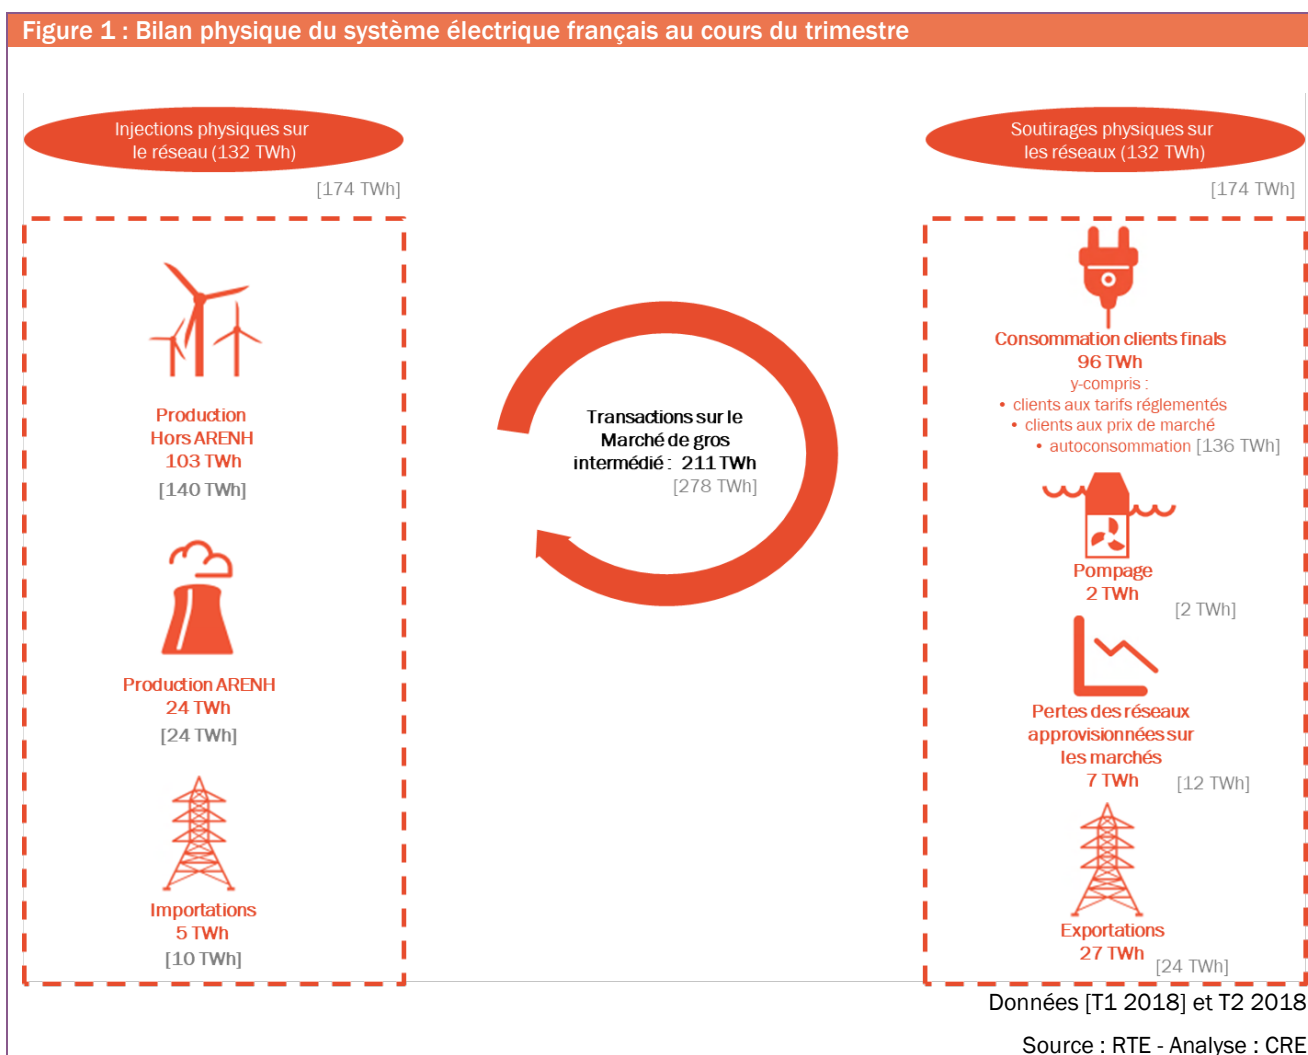 Figure 1 : Bilan physique du système électrique français au cours du trimestre
Injections physiques sur
le réseau (132 TWh)
[174 TWh]
Production
Hors ARENH
103 TWh
[140 TWh]
Production ARENH
24 TWh
[24 TWh]
Importations
5 TWh
[10 TWh]
Transactions sur le
Marché de gros
intermédié : 211 TWh
[278 TWh]
Soutirages physiques sur
les réseaux (132 TWh)
[174 TWh]
Consommation clients finals
96 TWh
y-compris :
• clients aux tarifs réglementés
• clients aux prix de marché
• autoconsommation [136 TWh]
Pompage
2 TWh
[2 TWh]
Pertes des réseaux
approvisionnées sur
les marchés
7 TWh [12 TWh]
Exportations
27 TWh
[24 TWh]
Données [T1 2018] et T2 2018
Source : RTE - Analyse : CRE